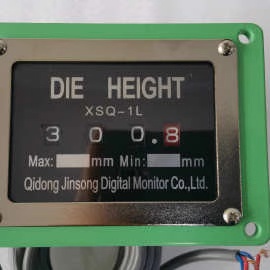 DIE HEIGHT
XSQ-1L
3 0 0.8
Max: mm Min: mm
Qidong Jinsong Digital Monitor Co.,Ltd.